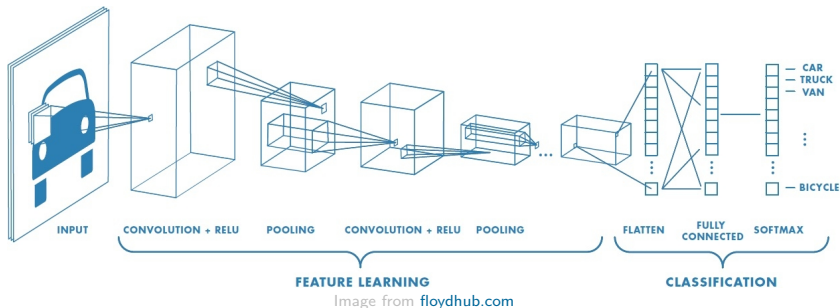 CAR
TRUCK
VAN
BICYCLE
INPUT
CONVOLUTION + RELU
POOLING
CONVOLUTION + RELU
POOLING
FLATTEN
FULLY
CONNECTED
SOFTMAX
FEATURE LEARNING
CLASSIFICATION
Image from floydhub.com